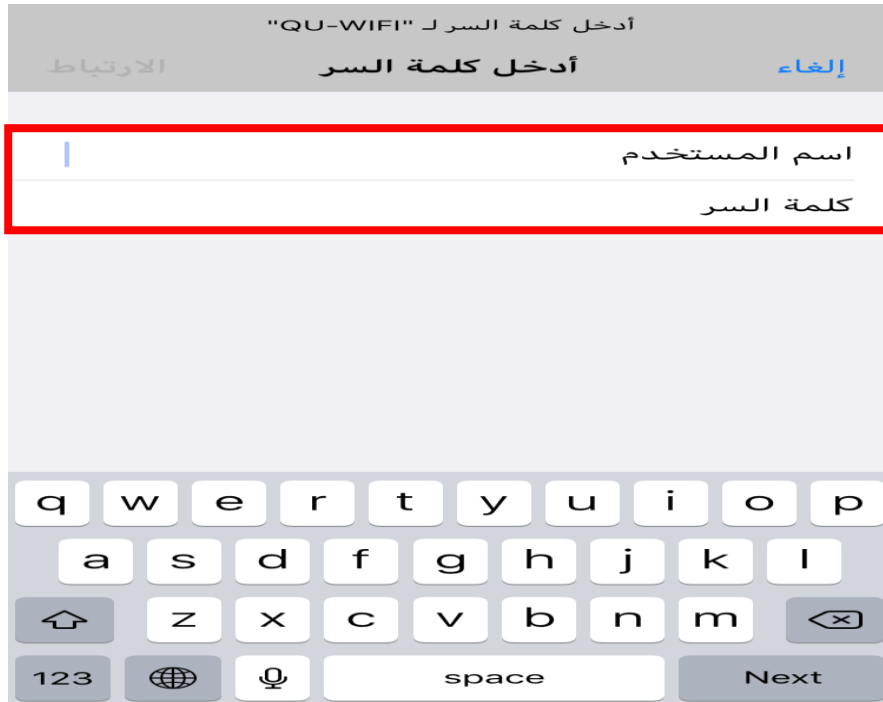 أدخل كلمة السر لـ "QU-WIFI"
إلغاء أدخل كلمة السر الارتباط
اسم المستخدم
كلمة السر
q w e r t y u i o p
a s d f g h j k l
z x c v b n m
123 space Next